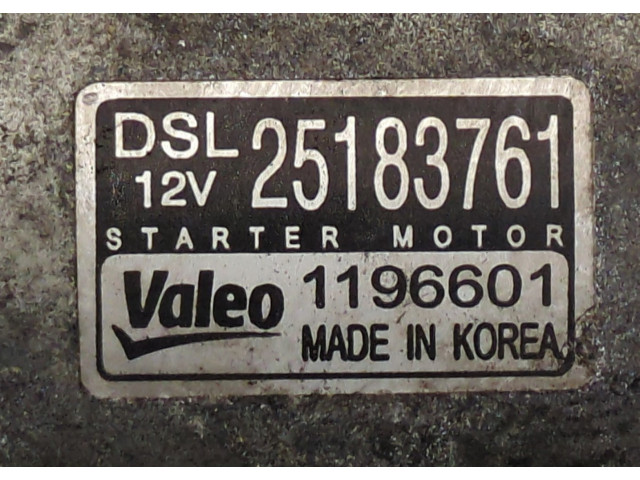 DSL 25183761
12V
STARTER MOTOR
Valeo 1196601
MADE IN KOREA